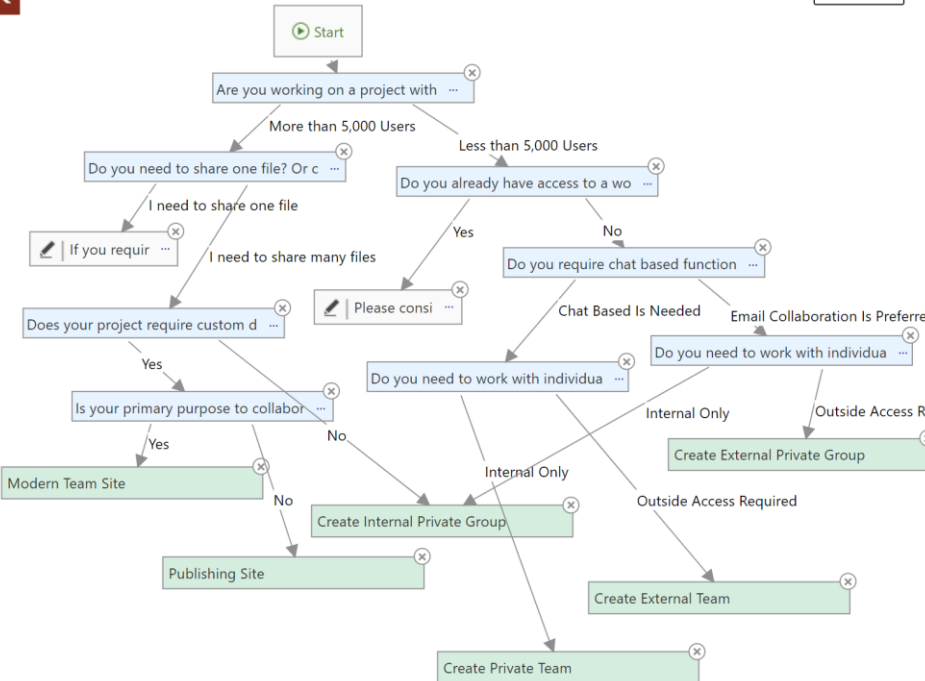 Start
Are you working on a project with ...
More than 5,000 Users
Less than 5,000 Users
Do you need to share one file? Or c ...
Do you already have access to a wo ...
I need to share one file
Yes
No
If you requir ...
I need to share many files
Do you require chat based function ...
Please consi ...
Chat Based Is Needed
Email Collaboration Is Preferre
Does your project require custom d ...
Do you need to work with individua ...
Yes
Do you need to work with individua ...
Is your primary purpose to collabor ...
Internal Only
Outside Access R
No
Yes
Create External Private Group
Modern Team Site
Internal Only
No
Outside Access Required
Create Internal Private Group
Publishing Site
Create External Team
Create Private Team